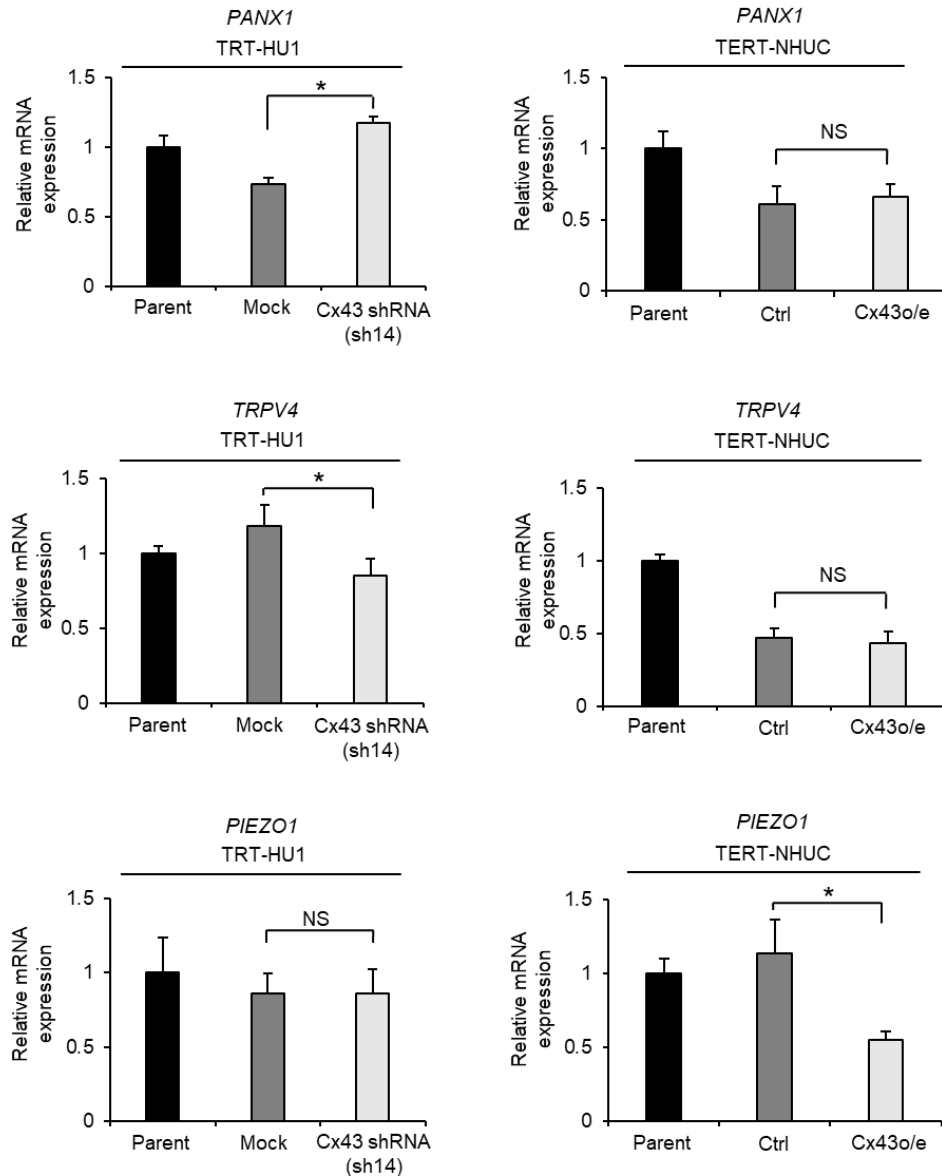 PANX1
TRT-HU1
Relative mRNA
expression
1.5
1
0.5
0
*
Parent
Mock
Cx43 shRNA
(sh14)
PANX1
TERT-NHUC
Relative mRNA
expression
1.5
1
0.5
0
NS
Parent
Ctrl
Cx43o/e
TRPV4
TRT-HU1
Relative mRNA
expression
1.5
1
0.5
0
*
Parent
Mock
Cx43 shRNA
(sh14)
TRPV4
TERT-NHUC
Relative mRNA
expression
1.5
1
0.5
0
NS
Parent
Ctrl
Cx43o/e
PIEZO1
TRT-HU1
Relative mRNA
expression
1.5
1
0.5
0
NS
Parent
Mock
Cx43 shRNA
(sh14)
PIEZO1
TERT-NHUC
Relative mRNA
expression
1.5
1
0.5
0
*
Parent
Ctrl
Cx43o/e